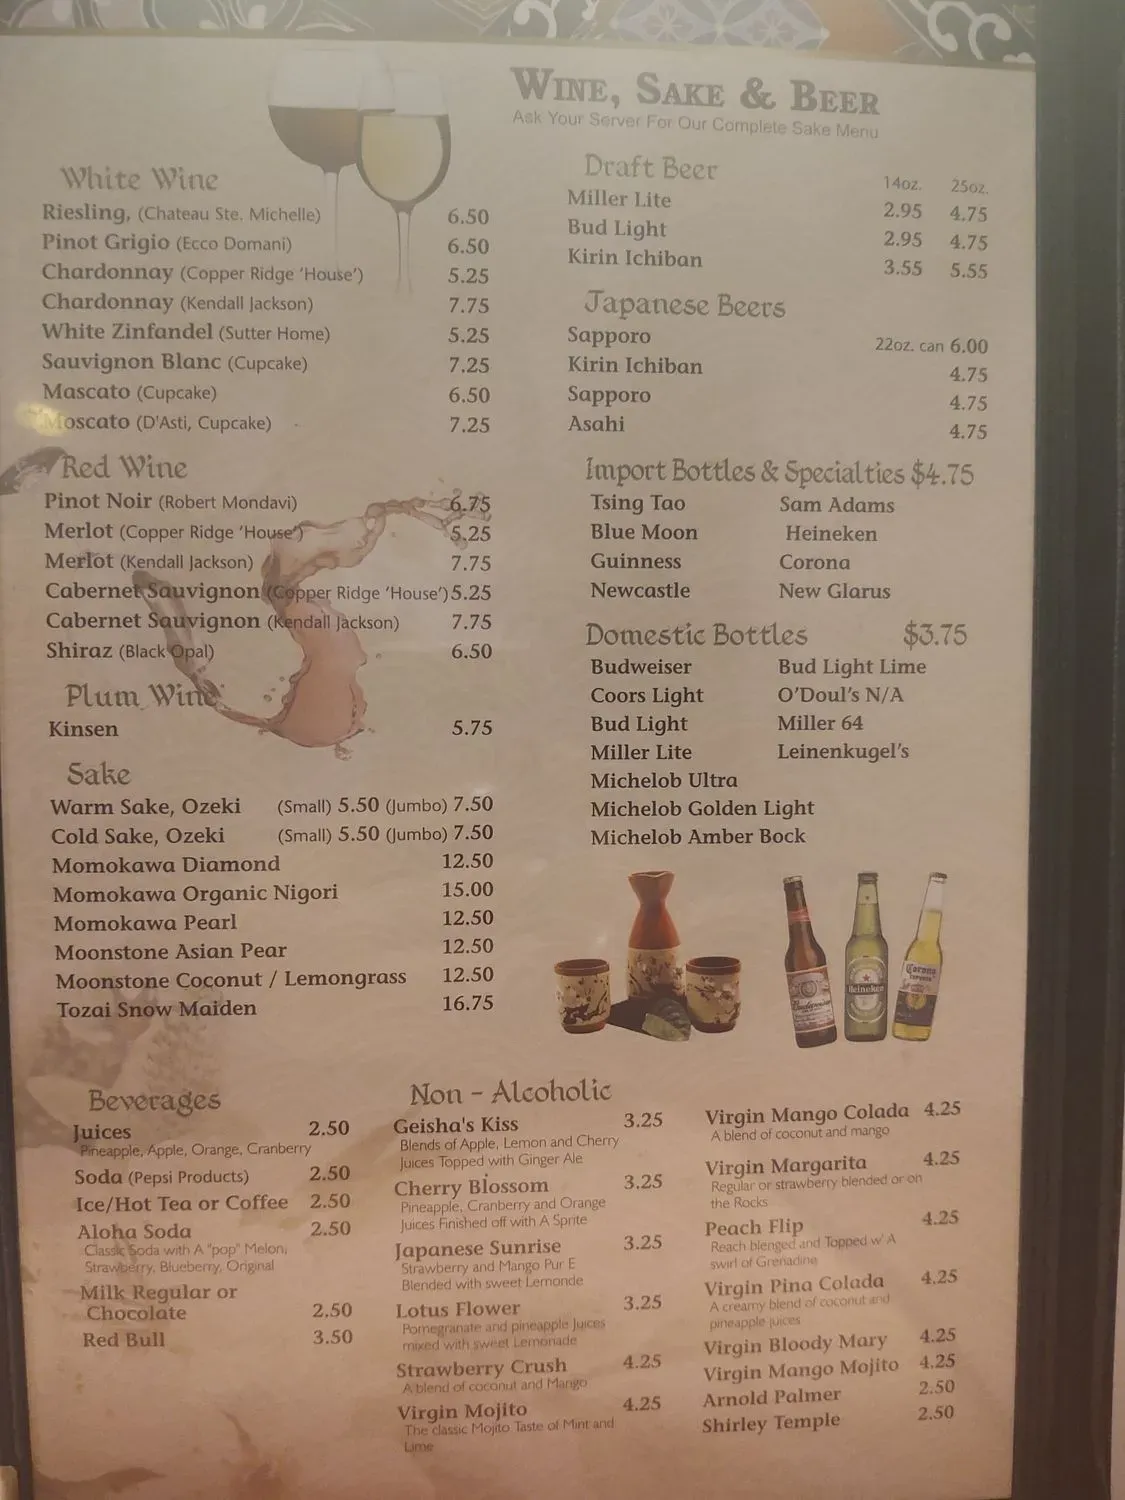 WINE, SAKE & BEER
Ask Your Server For Our Complete Sake Menu
White Wine
Riesling, (Chateau Ste. Michelle) 6.50
Pinot Grigio (Ecco Domani) 6.50
Chardonnay (Copper Ridge 'House') 5.25
Chardonnay (Kendall Jackson) 7.75
White Zinfandel (Sutter Home) 5.25
Sauvignon Blanc (Cupcake) 7.25
Mascato (Cupcake) 6.50
Moscato (D'Asti, Cupcake) 7.25
Red Wine
Pinot Noir (Robert Mondavi) 6.75
Merlot (Copper Ridge 'House') 5.25
Merlot (Kendall Jackson) 7.75
Cabernet Sauvignon (Copper Ridge 'House') 5.25
Cabernet Sauvignon (Kendall Jackson) 7.75
Shiraz (Black Opal) 6.50
Plum Wine
Kinsen 5.75
Sake
Warm Sake, Ozeki (Small) 5.50 (Jumbo) 7.50
Cold Sake, Ozeki (Small) 5.50 (Jumbo) 7.50
Momokawa Diamond 12.50
Momokawa Organic Nigori 15.00
Momokawa Pearl 12.50
Moonstone Asian Pear 12.50
Moonstone Coconut / Lemongrass 12.50
Tozai Snow Maiden 16.75
Draft Beer 14oz. 25oz.
Miller Lite 2.95 4.75
Bud Light 2.95 4.75
Kirin Ichiban 3.55 5.55
Japanese Beers
Sapporo 22oz. can 6.00
Kirin Ichiban 4.75
Sapporo 4.75
Asahi 4.75
Import Bottles & Specialties $4.75
Tsing Tao Sam Adams
Blue Moon Heineken
Guinness Corona
Newcastle New Glarus
Domestic Bottles $3.75
Budweiser Bud Light Lime
Coors Light O'Doul's N/A
Bud Light Miller 64
Miller Lite Leinenkugel's
Michelob Ultra
Michelob Golden Light
Michelob Amber Bock
Budweiser
Heineken
Corona
Beverages
Juices 2.50
Pineapple, Apple, Orange, Cranberry
Soda (Pepsi Products) 2.50
Ice/Hot Tea or Coffee 2.50
Aloha Soda 2.50
Classic Soda with A "pop" Melon,
Strawberry, Blueberry, Original
Milk Regular or
Chocolate 2.50
Red Bull 3.50
Non - Alcoholic
Geisha's Kiss 3.25
Blends of Apple, Lemon and Cherry
Juices Topped with Ginger Ale
Cherry Blossom 3.25
Pineapple, Cranberry and Orange
Juices Finished off with A Sprite
Japanese Sunrise 3.25
Strawberry and Mango Pur E
Blended with sweet Lemonde
Lotus Flower 3.25
Pomegranate and pineapple Juices
mixed with sweet Lemonade
Strawberry Crush 4.25
A blend of coconut and Mango
Virgin Mojito 4.25
The classic Mojito Taste of Mint and
Lime
Virgin Mango Colada 4.25
A blend of coconut and mango
Virgin Margarita 4.25
Regular or strawberry blended or on
the Rocks
Peach Flip 4.25
Reach blenged and Topped w' A
swirl of Grenadine
Virgin Pina Colada 4.25
A creamy blend of coconut and
pineapple juices
Virgin Bloody Mary 4.25
Virgin Mango Mojito 4.25
Arnold Palmer 2.50
Shirley Temple 2.50